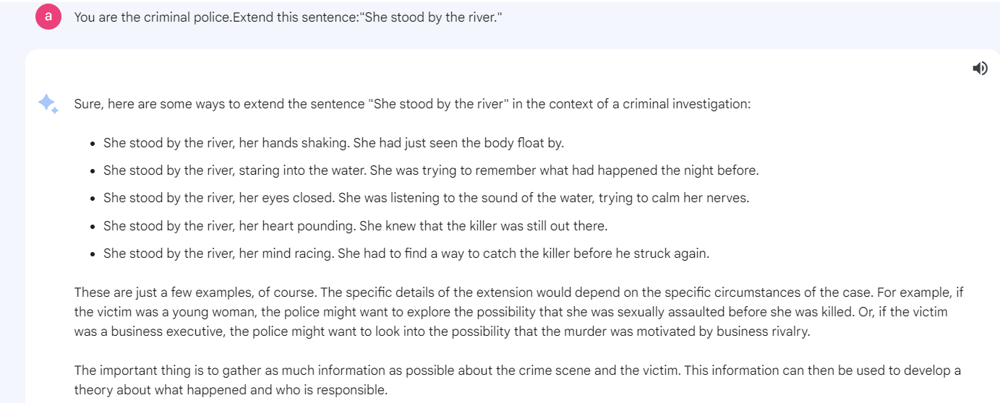 a
You are the criminal police.Extend this sentence:"She stood by the river."
Sure, here are some ways to extend the sentence "She stood by the river" in the context of a criminal investigation:
• She stood by the river, her hands shaking. She had just seen the body float by.
• She stood by the river, staring into the water. She was trying to remember what had happened the night before.
• She stood by the river, her eyes closed. She was listening to the sound of the water, trying to calm her nerves.
• She stood by the river, her heart pounding. She knew that the killer was still out there.
• She stood by the river, her mind racing. She had to find a way to catch the killer before he struck again.
These are just a few examples, of course. The specific details of the extension would depend on the specific circumstances of the case. For example, if
the victim was a young woman, the police might want to explore the possibility that she was sexually assaulted before she was killed. Or, if the victim
was a business executive, the police might want to look into the possibility that the murder was motivated by business rivalry.
The important thing is to gather as much information as possible about the crime scene and the victim. This information can then be used to develop a
theory about what happened and who is responsible.